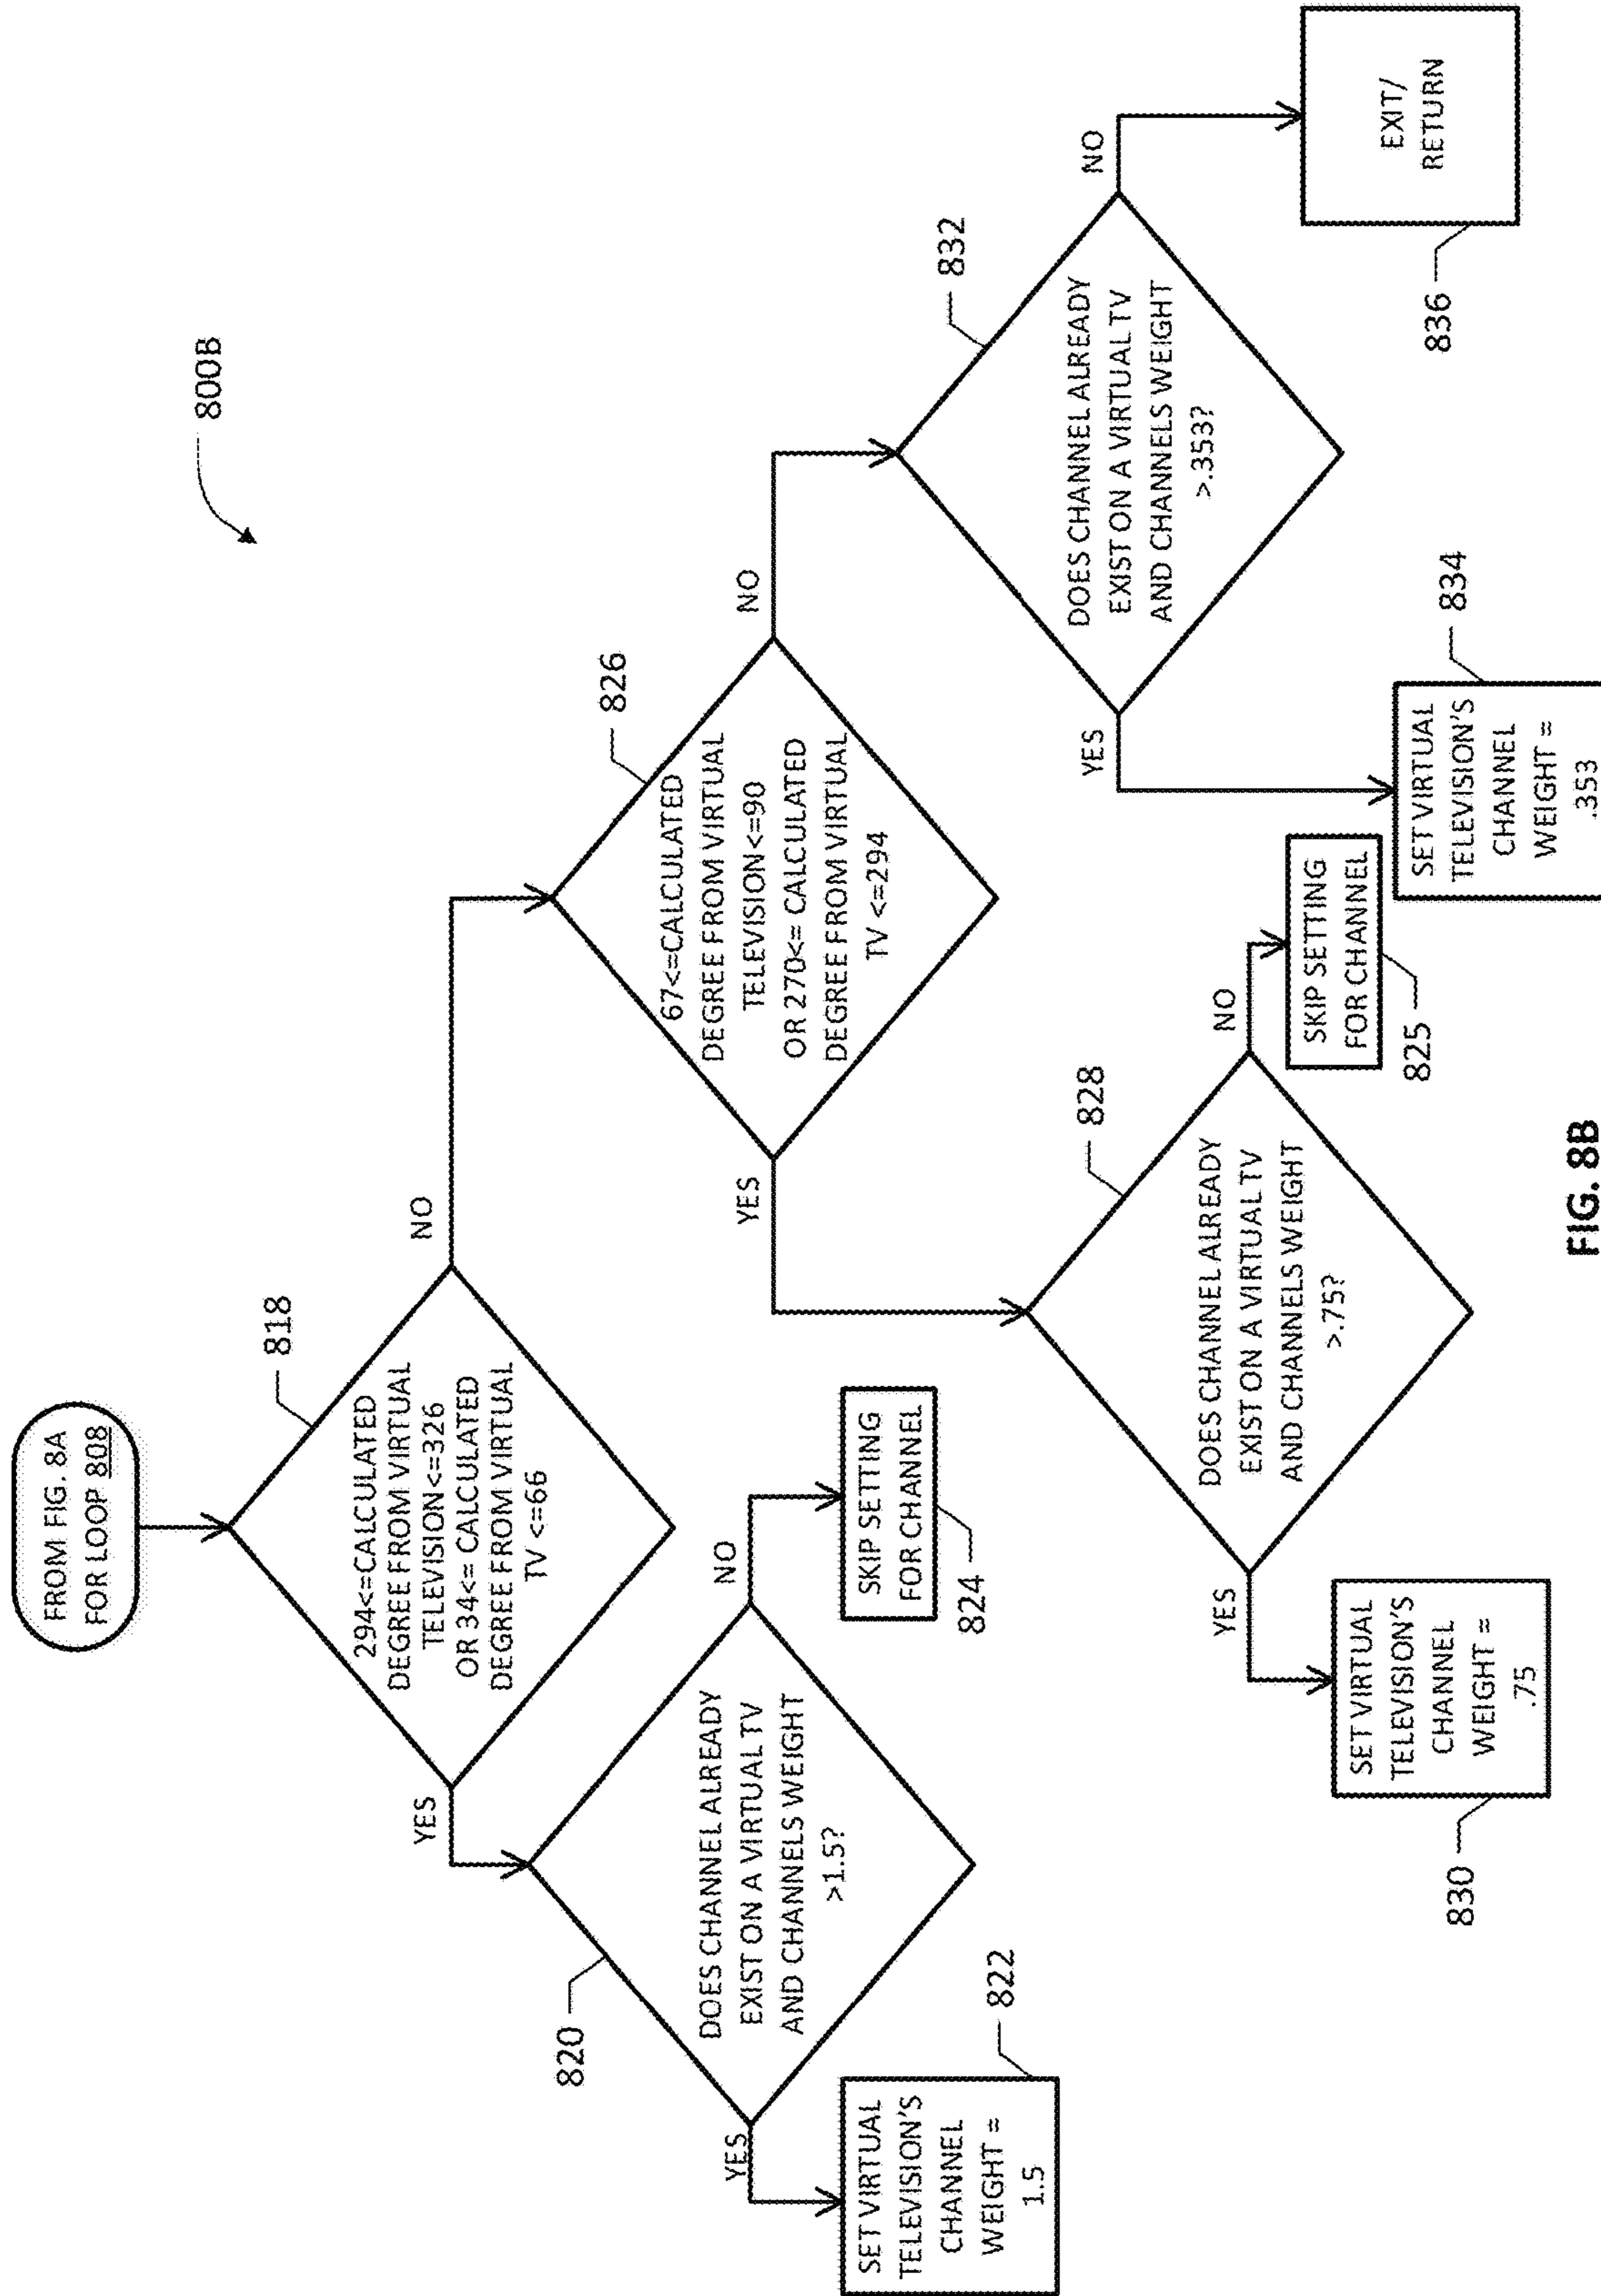 800B
FROM FIG. 8A
FOR LOOP 808
818
294<=CALCULATED
DEGREE FROM VIRTUAL
TELEVISION<=326
OR 34<= CALCULATED
DEGREE FROM VIRTUAL
TV <=66
YES
NO
820
DOES CHANNEL ALREADY
EXIST ON A VIRTUAL TV
AND CHANNELS WEIGHT
>1.5?
YES
NO
SET VIRTUAL
TELEVISION'S
CHANNEL
WEIGHT =
1.5
822
SKIP SETTING
FOR CHANNEL
824
826
67<=CALCULATED
DEGREE FROM VIRTUAL
TELEVISION<=90
OR 270<= CALCULATED
DEGREE FROM VIRTUAL
TV <=294
YES
NO
828
DOES CHANNEL ALREADY
EXIST ON A VIRTUAL TV
AND CHANNELS WEIGHT
>.75?
YES
NO
SET VIRTUAL
TELEVISION'S
CHANNEL
WEIGHT =
.75
830
SKIP SETTING
FOR CHANNEL
825
832
DOES CHANNEL ALREADY
EXIST ON A VIRTUAL TV
AND CHANNELS WEIGHT
>.353?
YES
NO
SET VIRTUAL
TELEVISION'S
CHANNEL
WEIGHT =
.353
834
EXIT/
RETURN
836
FIG. 8B